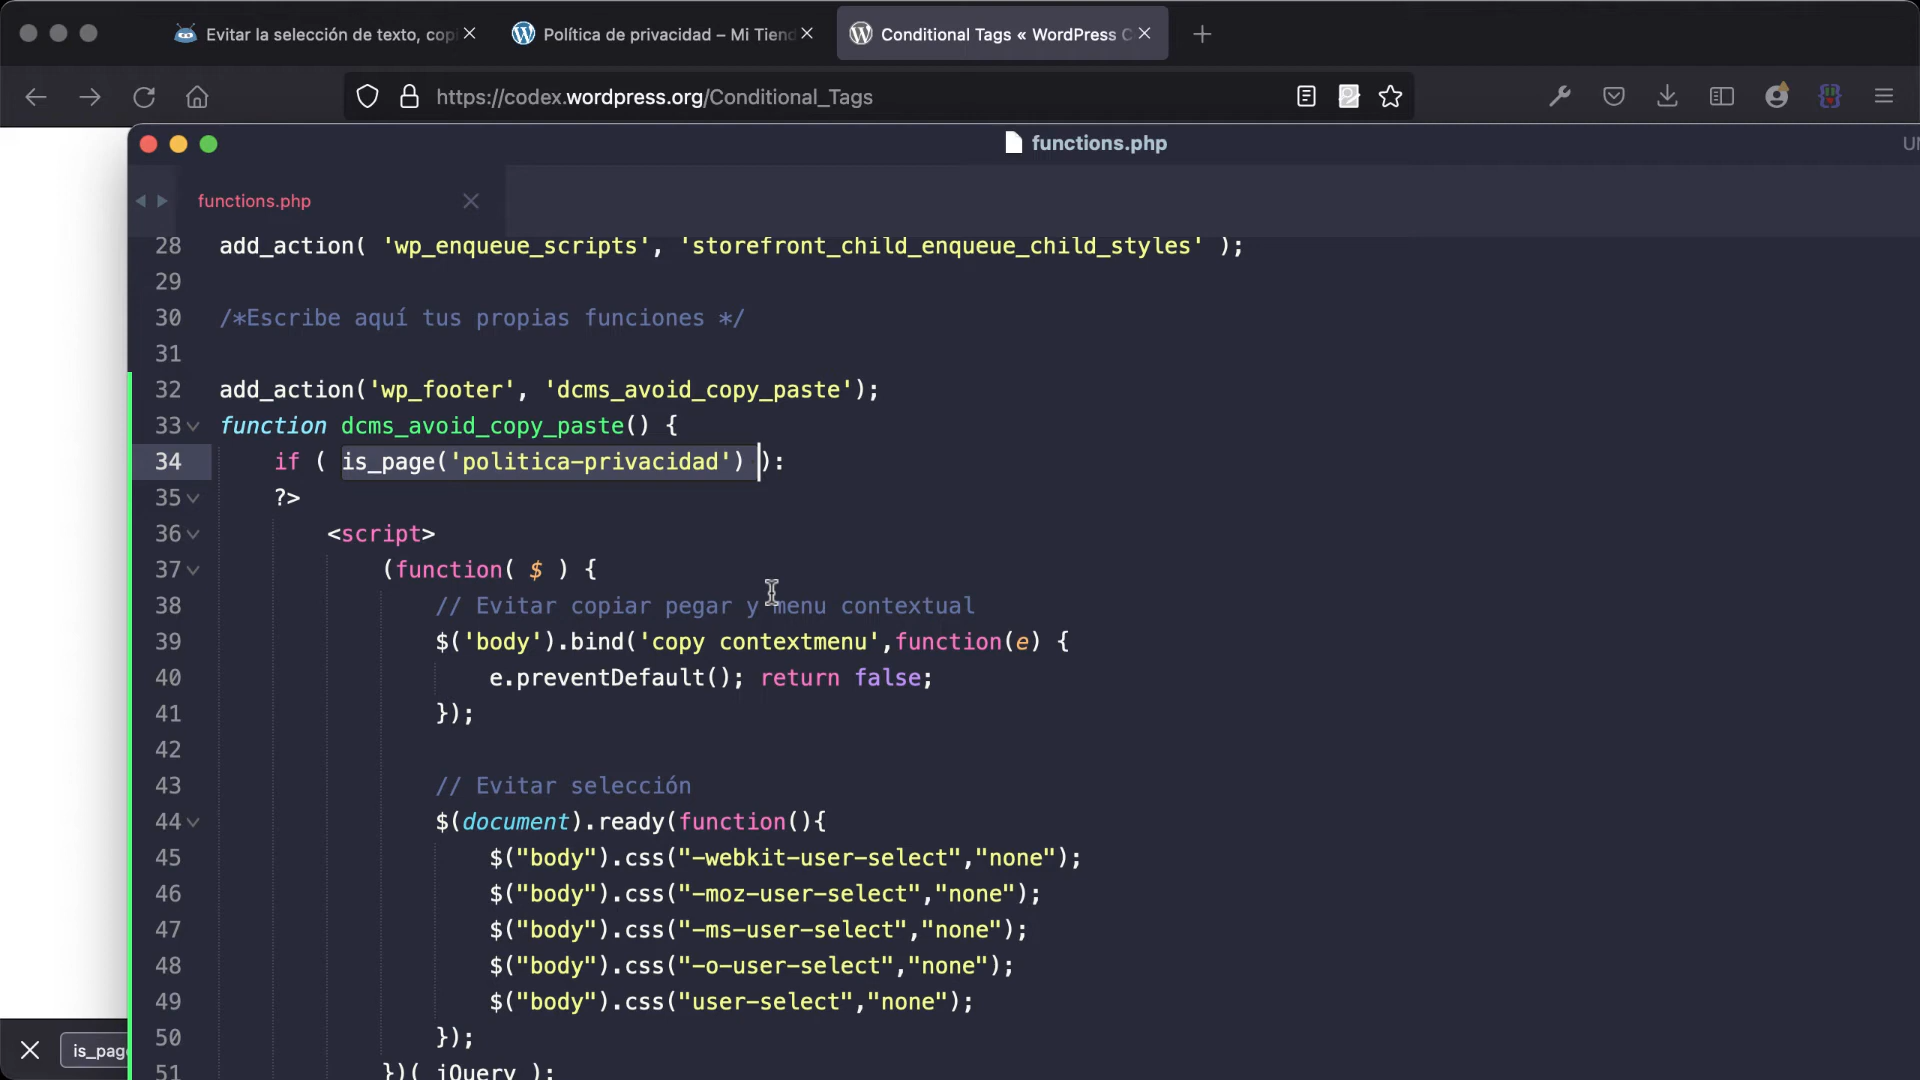 Evitar la selección de texto, copi
Política de privacidad – Mi Tiend
Conditional Tags « WordPress C
https://codex.wordpress.org/Conditional_Tags
functions.php
UN
functions.php
28 add_action( 'wp_enqueue_scripts', 'storefront_child_enqueue_child_styles' );
29
30 /*Escribe aquí tus propias funciones */
31
32 add_action('wp_footer', 'dcms_avoid_copy_paste');
33 function dcms_avoid_copy_paste() {
34 if ( is_page('politica-privacidad') ):
35 ?>
36 <script>
37 (function( $ ) {
38 // Evitar copiar pegar y menu contextual
39 $('body').bind('copy contextmenu',function(e) {
40 e.preventDefault(); return false;
41 });
42
43 // Evitar selección
44 $(document).ready(function(){
45 $("body").css("-webkit-user-select","none");
46 $("body").css("-moz-user-select","none");
47 $("body").css("-ms-user-select","none");
48 $("body").css("-o-user-select","none");
49 $("body").css("user-select","none");
50 });
51 })( jQuery );
is_pag